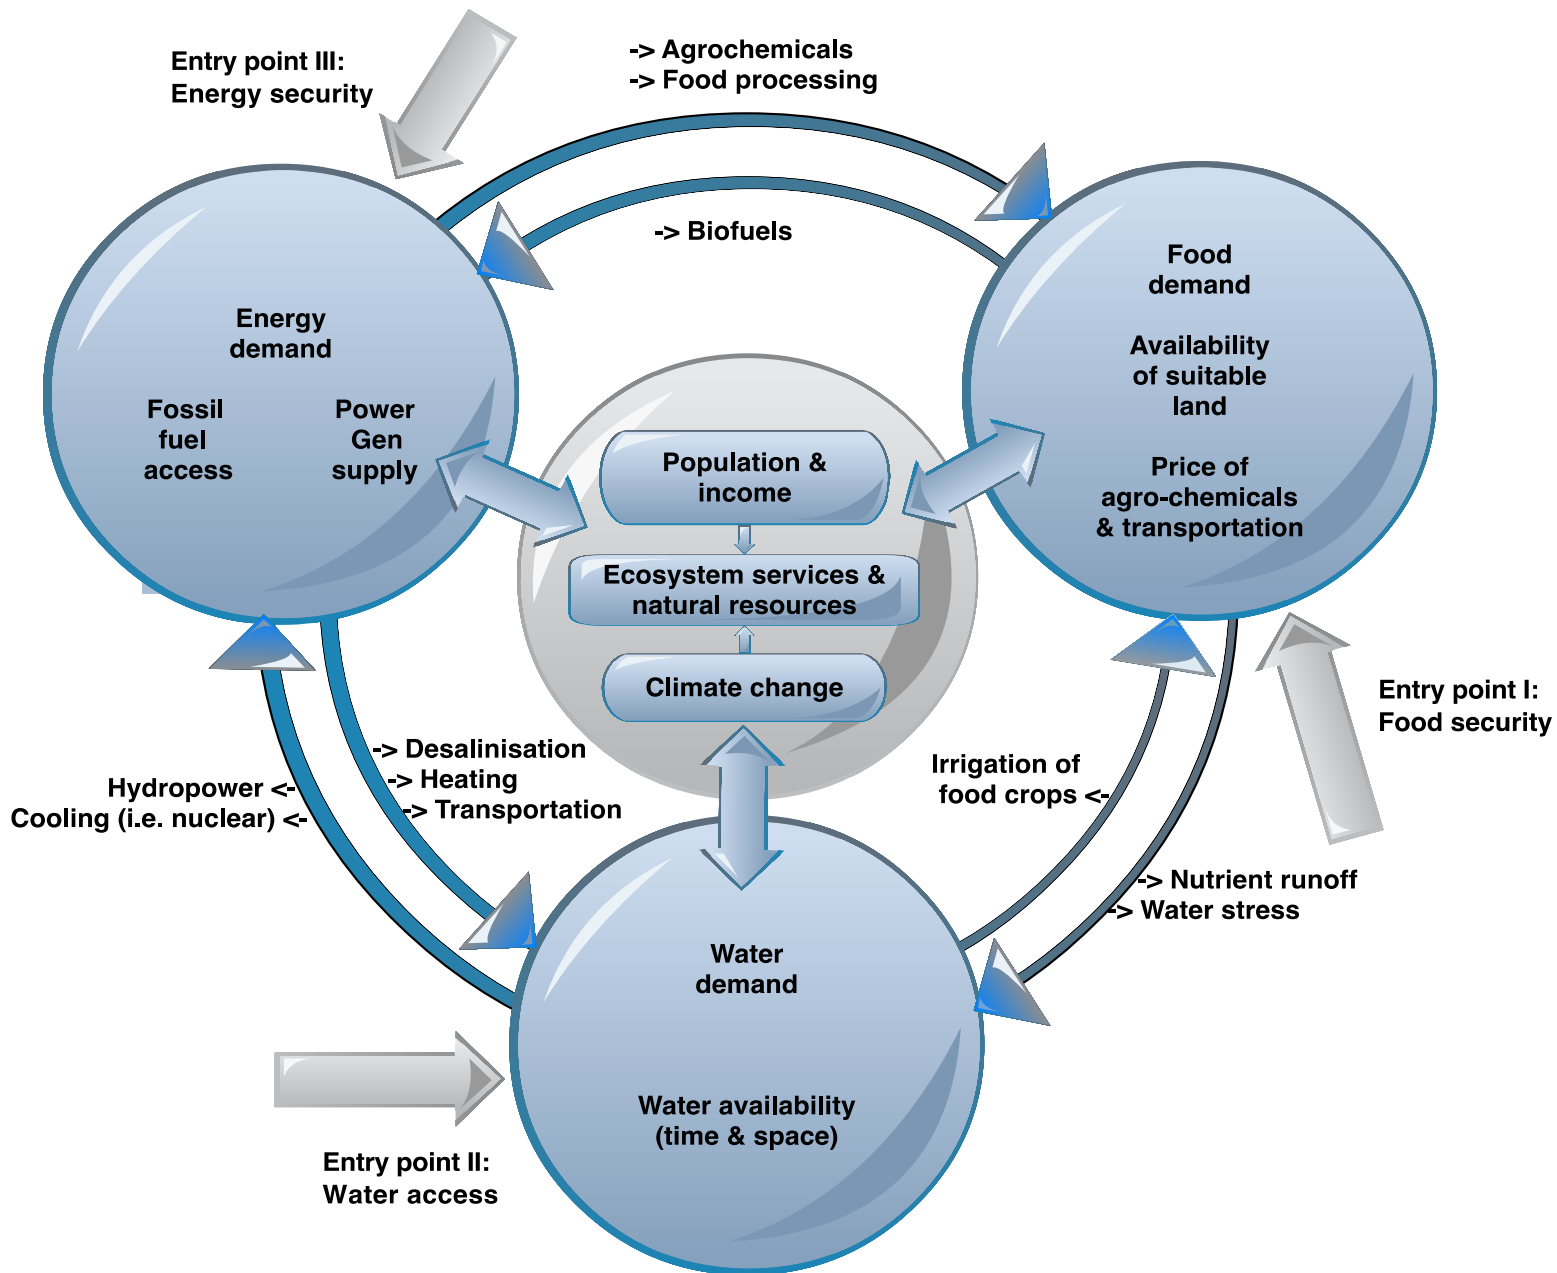 Entry point III:
Energy security
-> Agrochemicals
-> Food processing
-> Biofuels
Energy
demand
Fossil
fuel
access
Power
Gen
supply
Food
demand
Availability
of suitable
land
Price of
agro-chemicals
& transportation
Population &
income
Ecosystem services &
natural resources
Climate change
Entry point I:
Food security
-> Desalinisation
-> Heating
-> Transportation
Hydropower <-
Cooling (i.e. nuclear) <-
Irrigation of
food crops <-
-> Nutrient runoff
-> Water stress
Water
demand
Water availability
(time & space)
Entry point II:
Water access